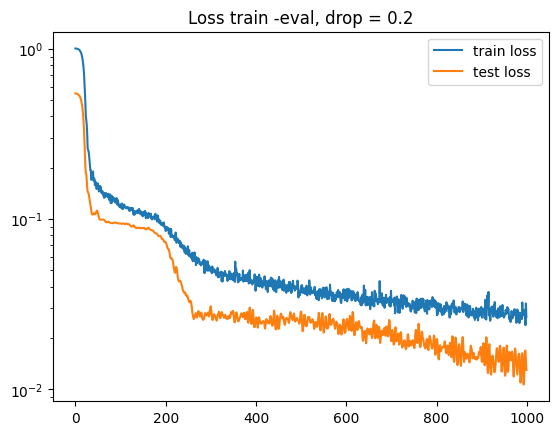 Loss train -eval, drop = 0.2
train loss
test loss
10⁰
10⁻¹
10⁻²
0 200 400 600 800 1000